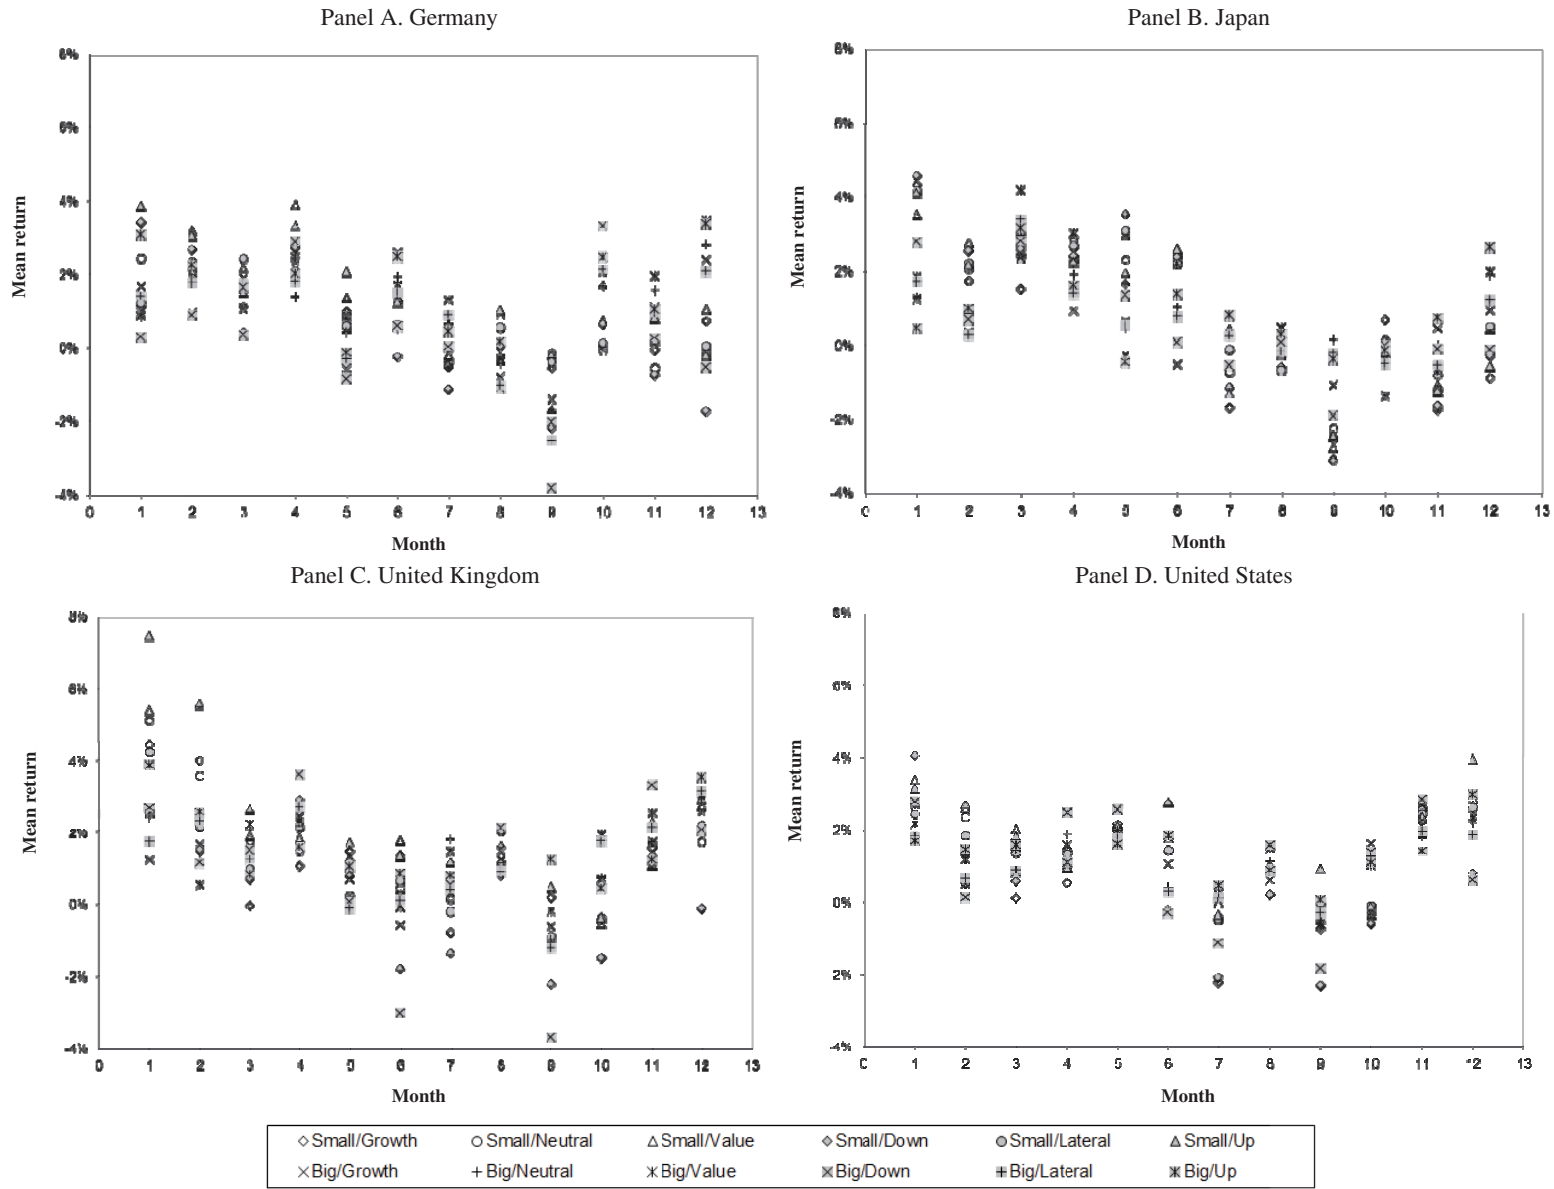 Panel A. Germany
8%
6%
4%
2%
0%
-2%
-4%
Mean return
0 1 2 3 4 5 6 7 8 9 10 11 12 13
Month
Panel B. Japan
8%
6%
4%
2%
0%
-2%
-4%
Mean return
0 1 2 3 4 5 6 7 8 9 10 11 12 13
Month
Panel C. United Kingdom
8%
6%
4%
2%
0%
-2%
-4%
Mean return
0 1 2 3 4 5 6 7 8 9 10 11 12 13
Month
Panel D. United States
8%
6%
4%
2%
0%
2%
-4%
Mean return
0 1 2 3 4 5 6 7 8 9 10 11 12 13
Month
Small/Growth Small/Neutral Small/Value Small/Down Small/Lateral Small/Up
Big/Growth Big/Neutral Big/Value Big/Down Big/Lateral Big/Up